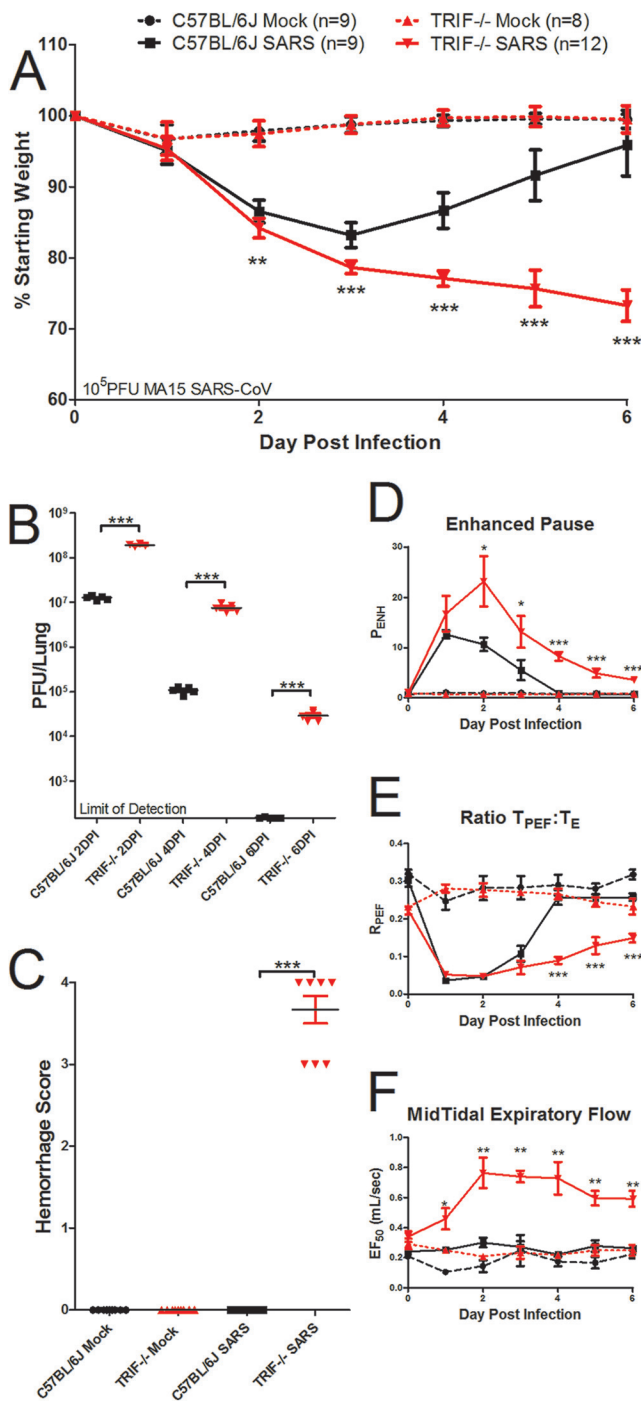 C57BL/6J Mock (n=9)
TRIF-/- Mock (n=8)
C57BL/6J SARS (n=9)
TRIF-/- SARS (n=12)
A
% Starting Weight
110
100
90
80
70
60
**
***
***
***
***
10⁵PFU MA15 SARS-CoV
0 2 4 6
Day Post Infection
B
PFU/Lung
10⁹
10⁸
10⁷
10⁶
10⁵
10⁴
10³
***
***
***
Limit of Detection
C57BL/6J 2DPI
TRIF-/- 2DPI
C57BL/6J 4DPI
TRIF-/- 4DPI
C57BL/6J 6DPI
TRIF-/- 6DPI
C
Hemorrhage Score
4
3
2
1
0
***
C57BL/6J Mock
TRIF-/- Mock
C57BL/6J SARS
TRIF-/- SARS
D
Enhanced Pause
P_ENH
30
20
10
0
*
*
***
***
***
0 2 4 6
Day Post Infection
E
Ratio T_PEF:T_E
R_PEF
0.4
0.3
0.2
0.1
0.0
***
***
***
0 2 4 6
Day Post Infection
F
MidTidal Expiratory Flow
EF₅₀ (mL/sec)
1.0
0.8
0.6
0.4
0.2
0.0
*
**
**
**
**
**
0 2 4 6
Day Post Infection